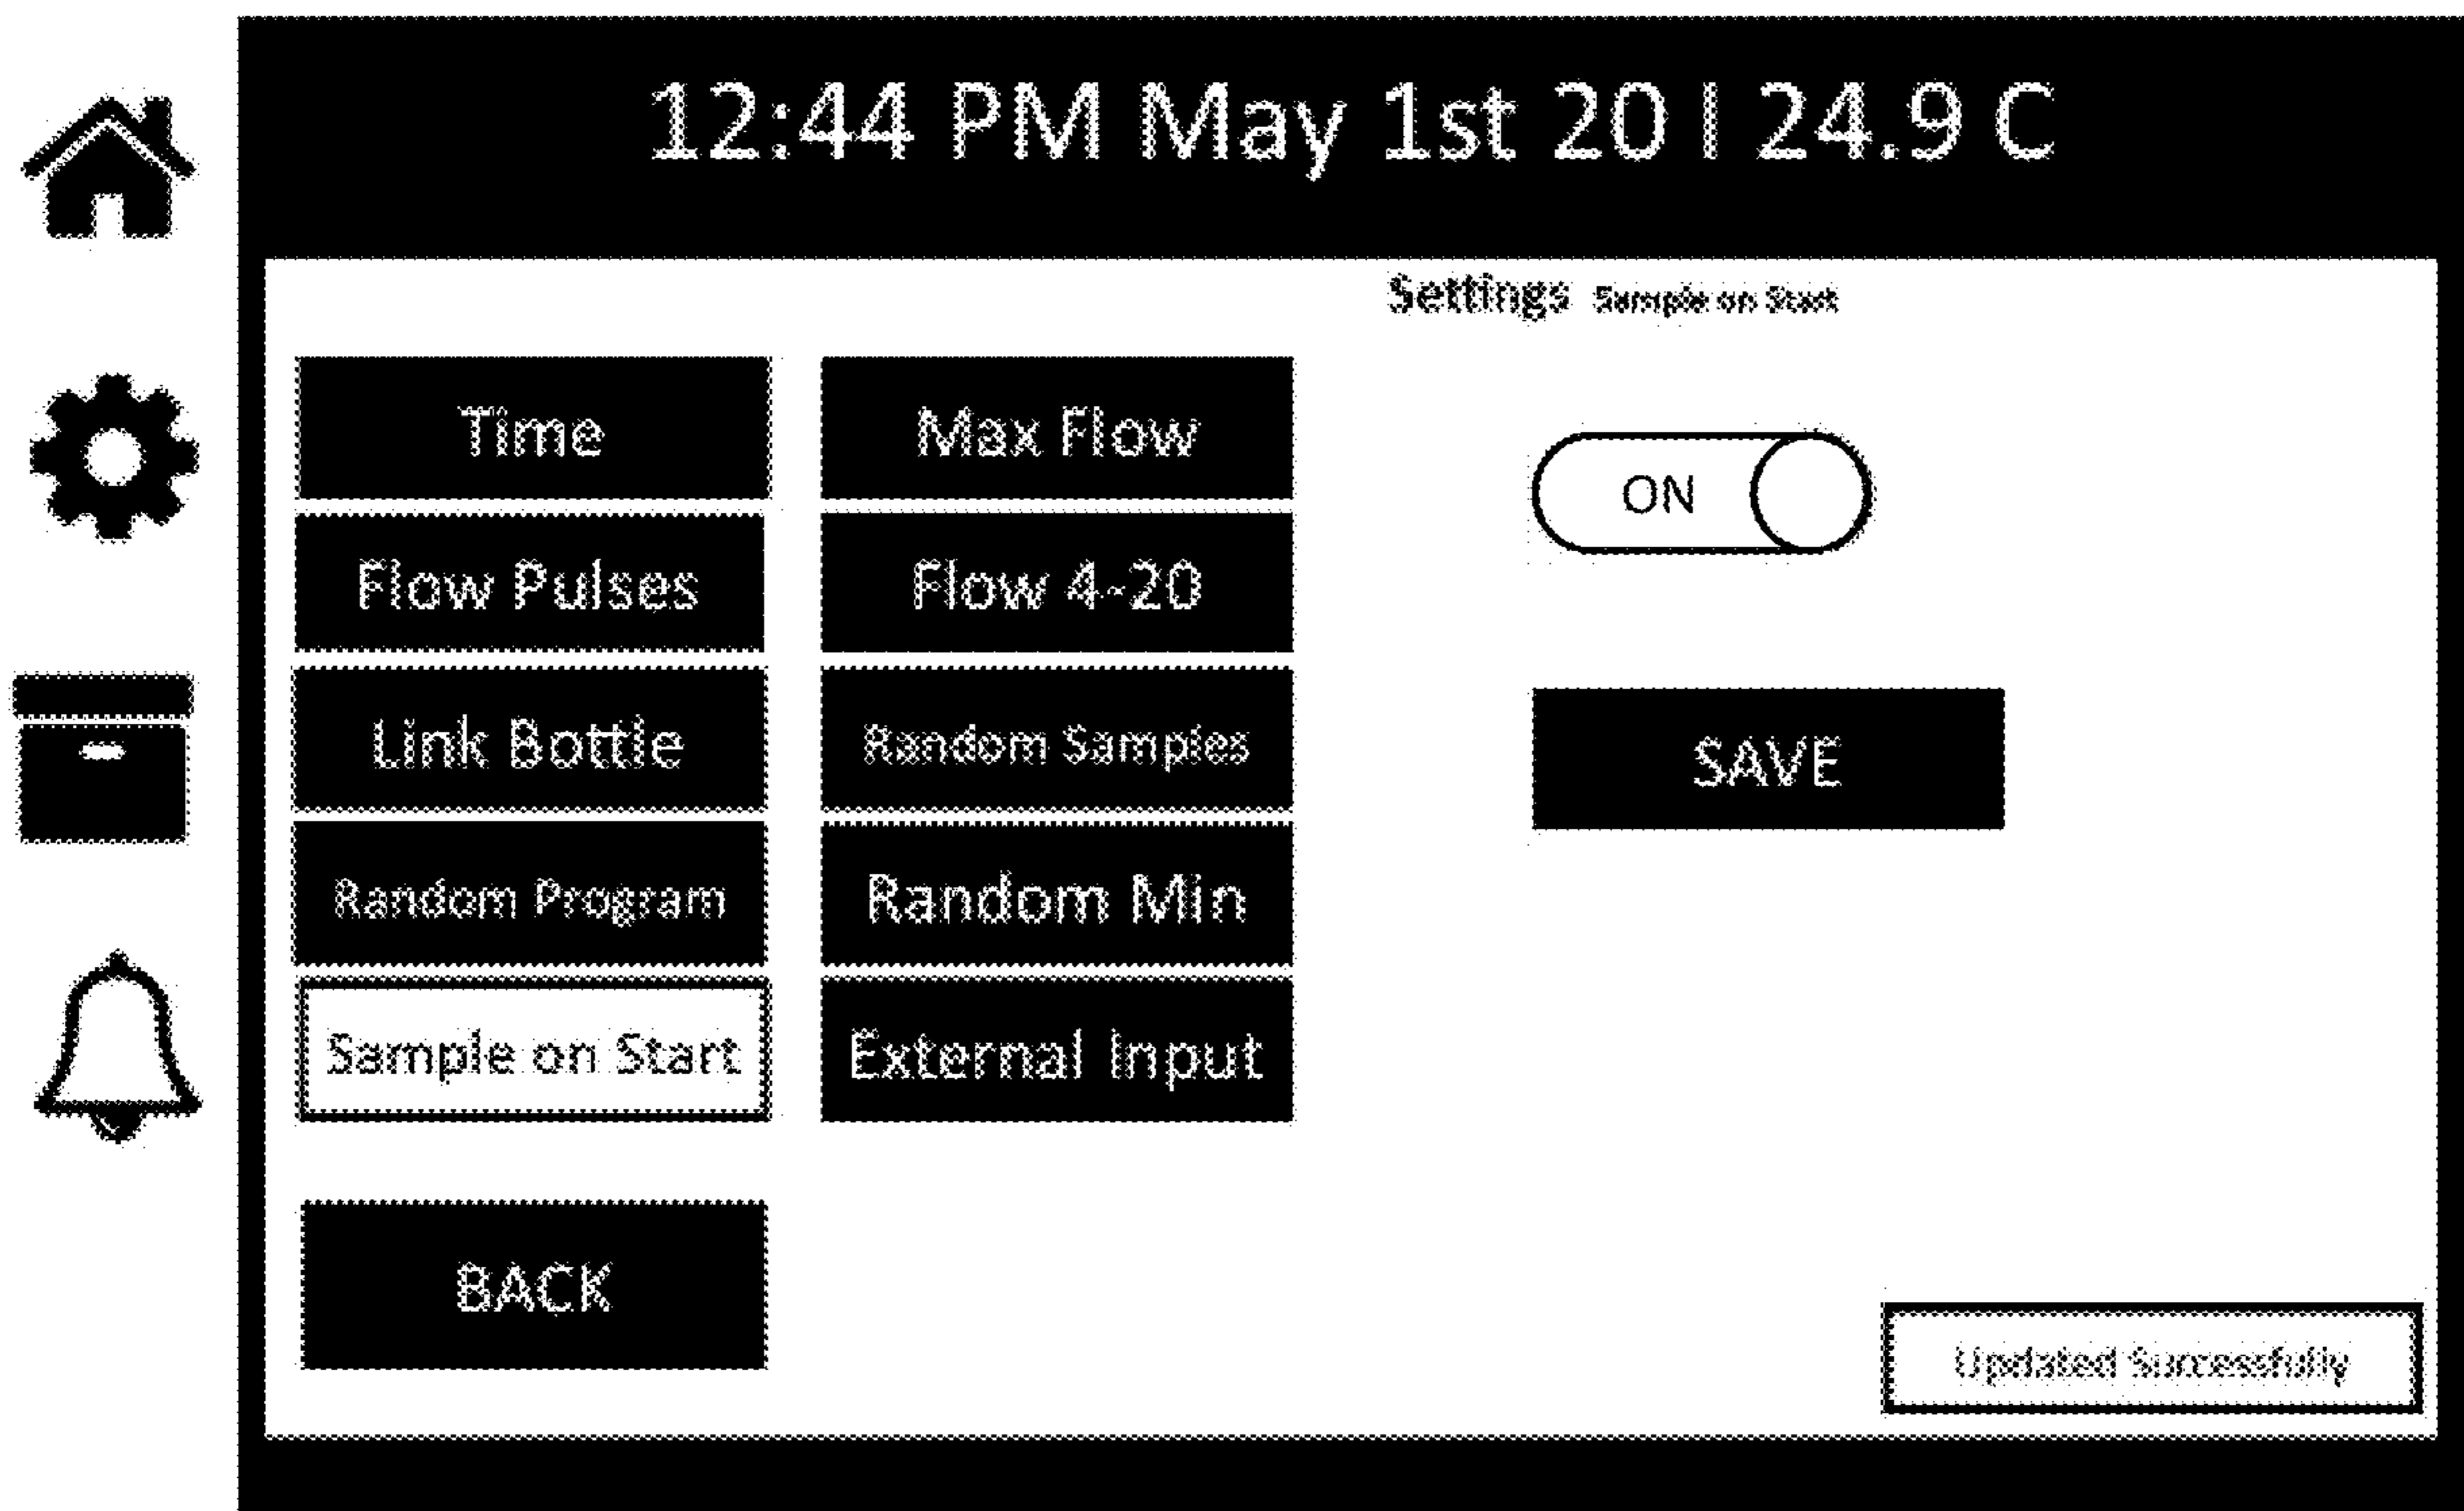 12:44 PM May 1st 20 | 24.9 C
Settings Sample on Start
Time
Max Flow
ON
Flow Pulses
Flow 4-20
Link Bottle
Random Samples
SAVE
Random Program
Random Min
Sample on Start
External Input
BACK
Updated Successfully